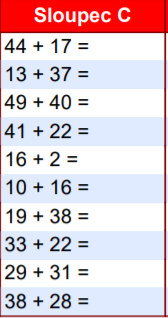 Sloupec C
44 + 17 =
13 + 37 =
49 + 40 =
41 + 22 =
16 + 2 =
10 + 16 =
19 + 38 =
33 + 22 =
29 + 31 =
38 + 28 =